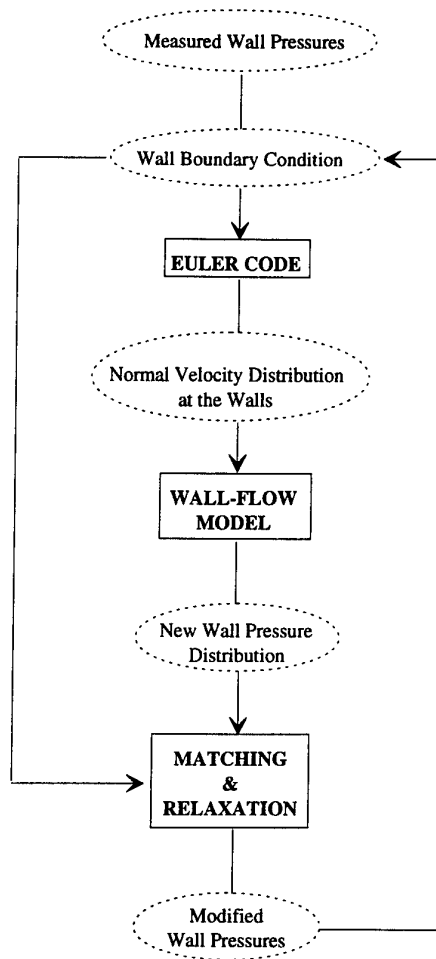 Measured Wall Pressures
Wall Boundary Condition
EULER CODE
Normal Velocity Distribution
at the Walls
WALL-FLOW
MODEL
New Wall Pressure
Distribution
MATCHING
&
RELAXATION
Modified
Wall Pressures